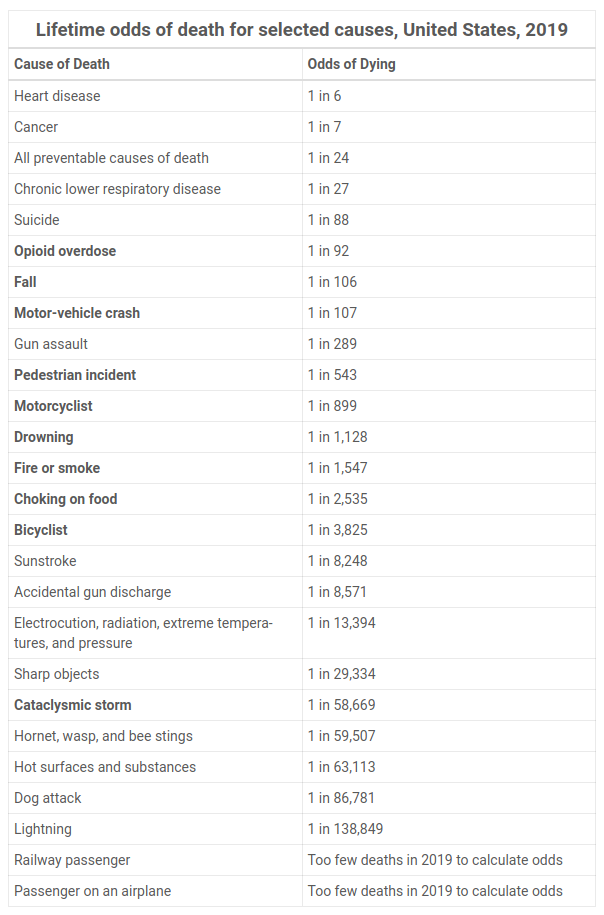 Lifetime odds of death for selected causes, United States, 2019
Cause of Death Odds of Dying
Heart disease 1 in 6
Cancer 1 in 7
All preventable causes of death 1 in 24
Chronic lower respiratory disease 1 in 27
Suicide 1 in 88
Opioid overdose 1 in 92
Fall 1 in 106
Motor-vehicle crash 1 in 107
Gun assault 1 in 289
Pedestrian incident 1 in 543
Motorcyclist 1 in 899
Drowning 1 in 1,128
Fire or smoke 1 in 1,547
Choking on food 1 in 2,535
Bicyclist 1 in 3,825
Sunstroke 1 in 8,248
Accidental gun discharge 1 in 8,571
Electrocution, radiation, extreme tempera- 1 in 13,394
tures, and pressure
Sharp objects 1 in 29,334
Cataclysmic storm 1 in 58,669
Hornet, wasp, and bee stings 1 in 59,507
Hot surfaces and substances 1 in 63,113
Dog attack 1 in 86,781
Lightning 1 in 138,849
Railway passenger Too few deaths in 2019 to calculate odds
Passenger on an airplane Too few deaths in 2019 to calculate odds